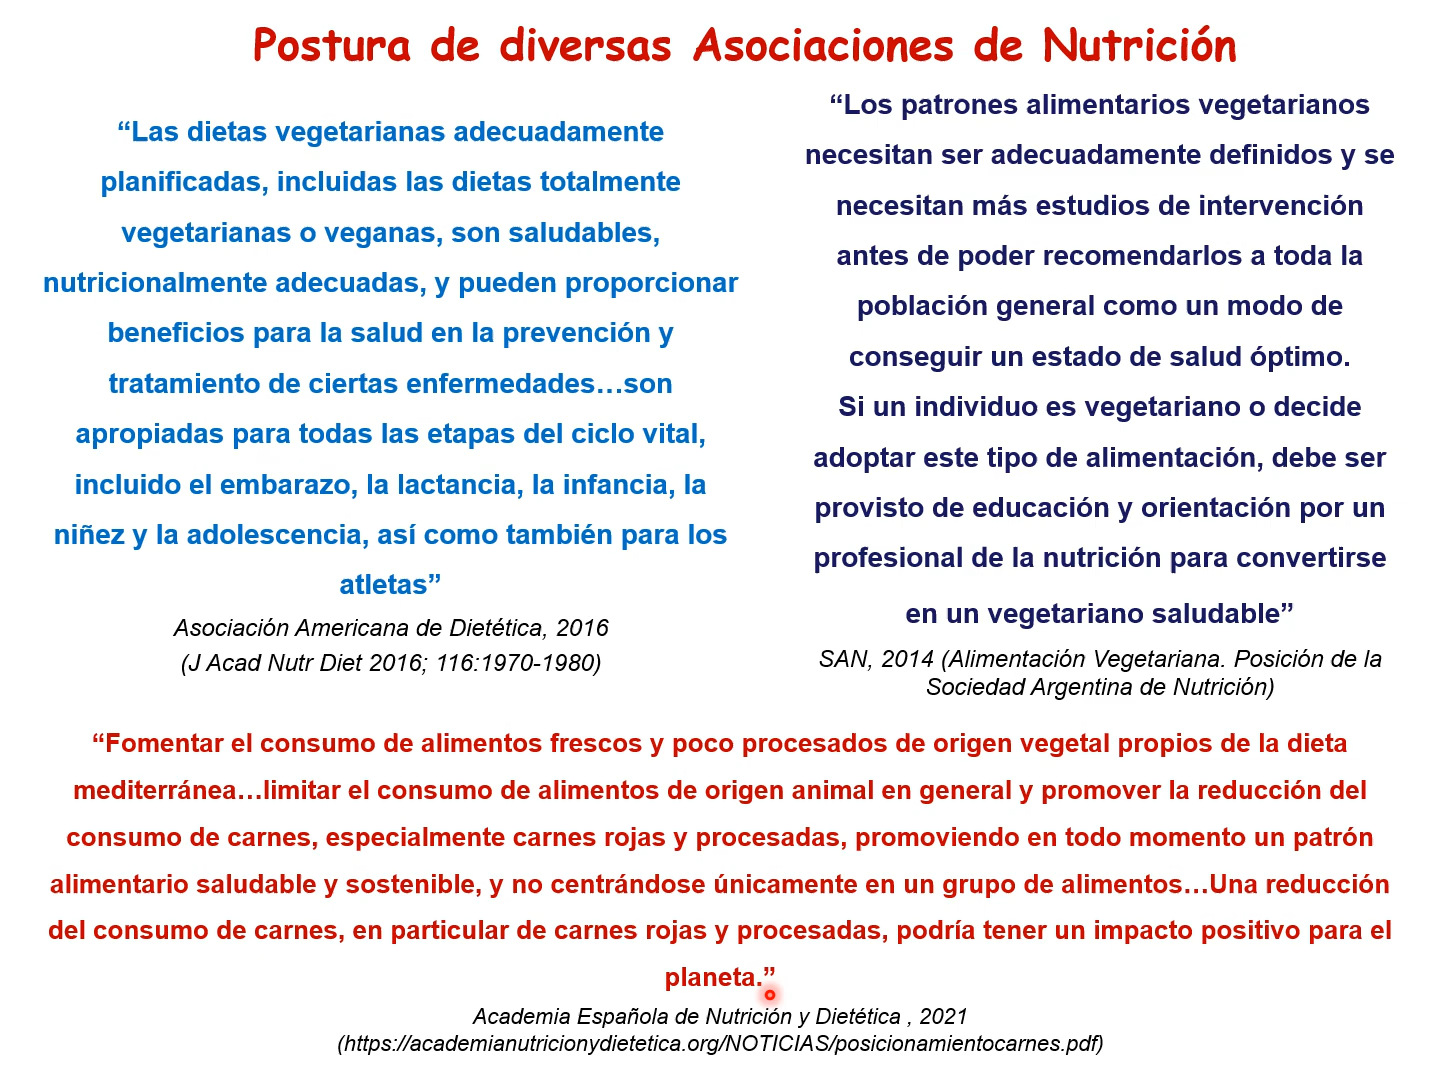 Postura de diversas Asociaciones de Nutrición
“Las dietas vegetarianas adecuadamente
planificadas, incluidas las dietas totalmente
vegetarianas o veganas, son saludables,
nutricionalmente adecuadas, y pueden proporcionar
beneficios para la salud en la prevención y
tratamiento de ciertas enfermedades…son
apropiadas para todas las etapas del ciclo vital,
incluido el embarazo, la lactancia, la infancia, la
niñez y la adolescencia, así como también para los
atletas”
Asociación Americana de Dietética, 2016
(J Acad Nutr Diet 2016; 116:1970-1980)
“Los patrones alimentarios vegetarianos
necesitan ser adecuadamente definidos y se
necesitan más estudios de intervención
antes de poder recomendarlos a toda la
población general como un modo de
conseguir un estado de salud óptimo.
Si un individuo es vegetariano o decide
adoptar este tipo de alimentación, debe ser
provisto de educación y orientación por un
profesional de la nutrición para convertirse
en un vegetariano saludable”
SAN, 2014 (Alimentación Vegetariana. Posición de la
Sociedad Argentina de Nutrición)
“Fomentar el consumo de alimentos frescos y poco procesados de origen vegetal propios de la dieta
mediterránea…limitar el consumo de alimentos de origen animal en general y promover la reducción del
consumo de carnes, especialmente carnes rojas y procesadas, promoviendo en todo momento un patrón
alimentario saludable y sostenible, y no centrándose únicamente en un grupo de alimentos…Una reducción
del consumo de carnes, en particular de carnes rojas y procesadas, podría tener un impacto positivo para el
planeta.”
Academia Española de Nutrición y Dietética , 2021
(https://academianutricionydietetica.org/NOTICIAS/posicionamientocarnes.pdf)